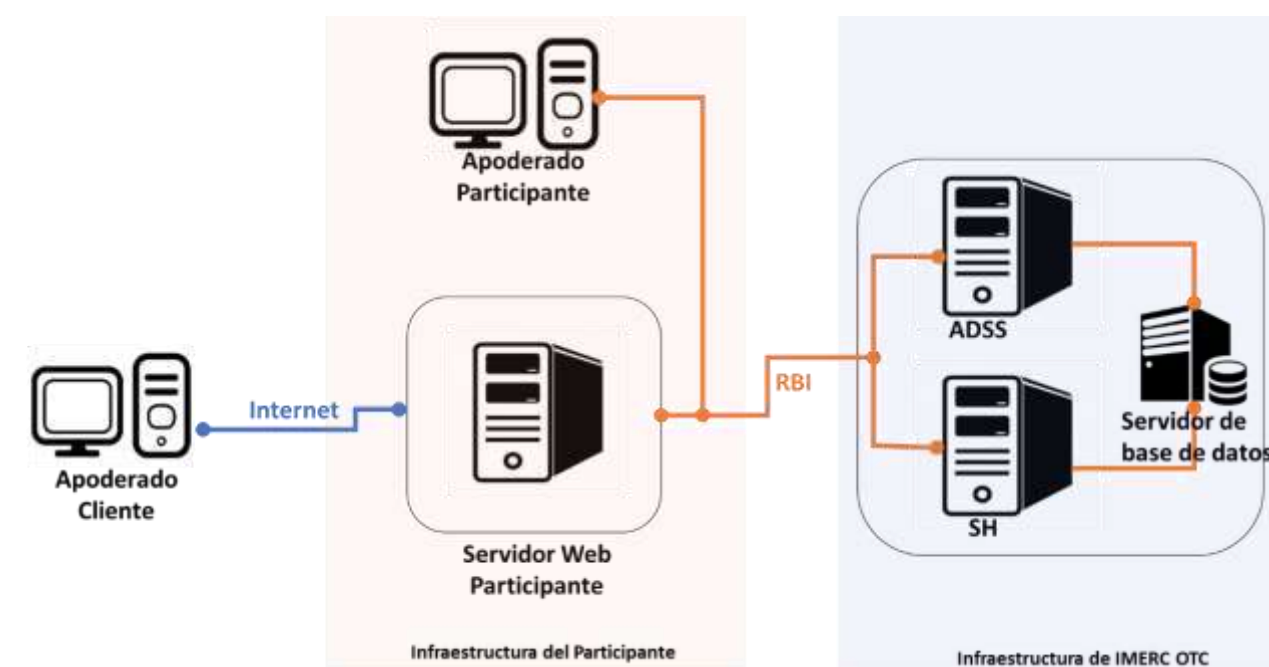 Apoderado
Participante
ADSS
RBI
Internet
Servidor de
base de datos
Apoderado
Cliente
SH
Servidor Web
Participante
Infraestructura del Participante
Infraestructura de IMERC OTC